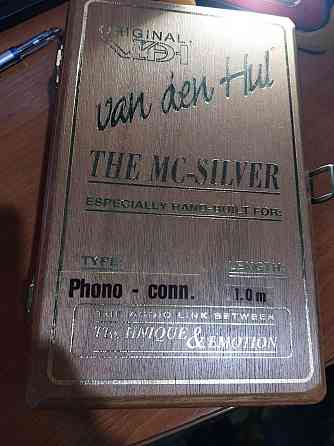 ORIGINAL
van den Hul
THE MC-SILVER
ESPECIALLY HAND-BUILT FOR:
TYPE: LENGTH:
Phono - conn. 1.0m
THE AUDIO LINK BETWEEN
The UNIQUE & EMOTION